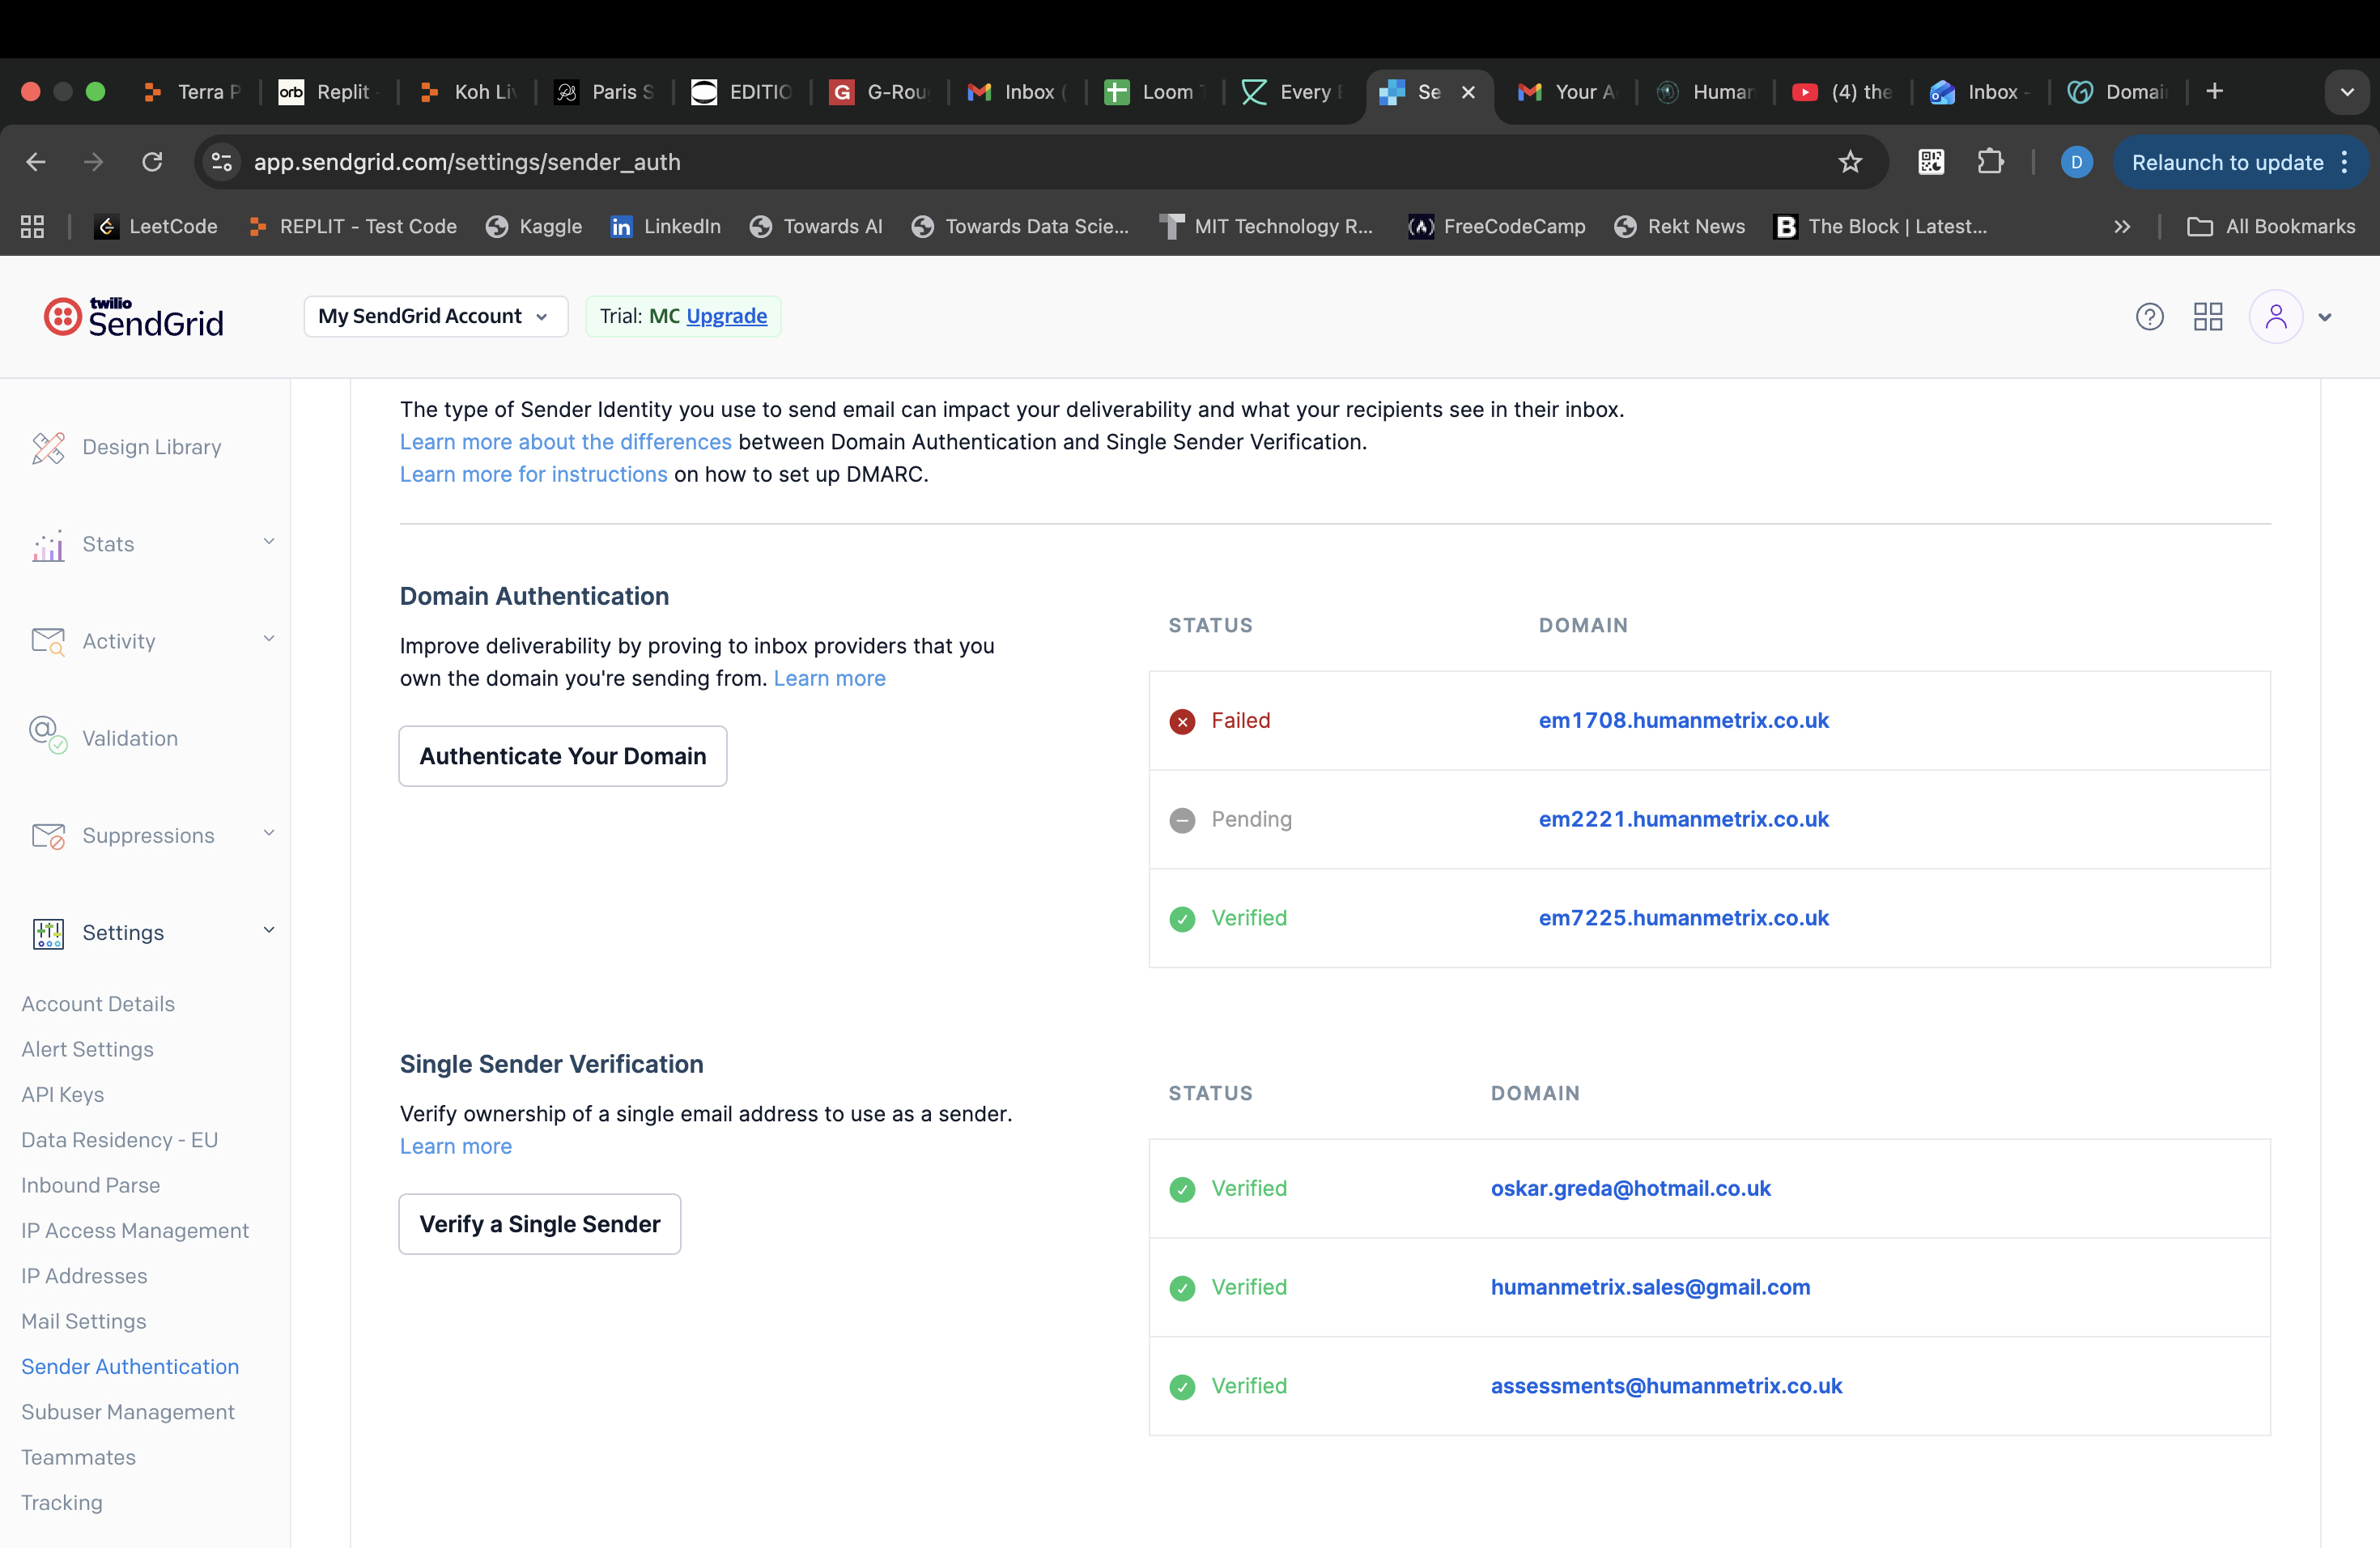 Terra P
orb Replit
Koh Liv
Paris S
EDITIO
G G-Rou
Inbox (
Loom T
Every E
Se
Your A
Human
(4) the
Inbox -
Domai
app.sendgrid.com/settings/sender_auth
D
Relaunch to update
LeetCode
REPLIT - Test Code
Kaggle
in LinkedIn
Towards AI
Towards Data Scie...
MIT Technology R...
FreeCodeCamp
Rekt News
B The Block | Latest...
All Bookmarks
twilio
SendGrid
My SendGrid Account
Trial: MC Upgrade
The type of Sender Identity you use to send email can impact your deliverability and what your recipients see in their inbox.
Learn more about the differences between Domain Authentication and Single Sender Verification.
Learn more for instructions on how to set up DMARC.
Design Library
Stats
Activity
Validation
Suppressions
Settings
Account Details
Alert Settings
API Keys
Data Residency - EU
Inbound Parse
IP Access Management
IP Addresses
Mail Settings
Sender Authentication
Subuser Management
Teammates
Tracking
Domain Authentication
Improve deliverability by proving to inbox providers that you
own the domain you're sending from. Learn more
Authenticate Your Domain
STATUS DOMAIN
Failed em1708.humanmetrix.co.uk
Pending em2221.humanmetrix.co.uk
Verified em7225.humanmetrix.co.uk
Single Sender Verification
Verify ownership of a single email address to use as a sender.
Learn more
Verify a Single Sender
STATUS DOMAIN
Verified oskar.greda@hotmail.co.uk
Verified humanmetrix.sales@gmail.com
Verified assessments@humanmetrix.co.uk